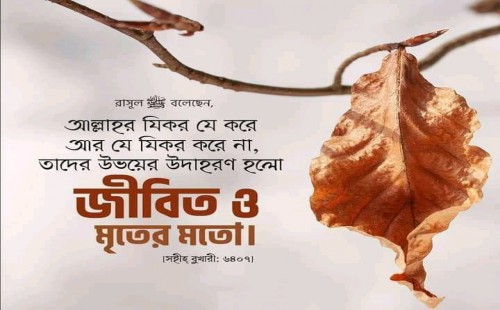 রাসূল ﷺ বলেছেন,
আল্লাহর যিকর যে করে
আর যে যিকর করে না,
তাদের উভয়ের উদাহরণ হলো
জীবিত ও
মৃতের মতো।
[সহীহ্ বুখারী: ৬৪০৭]